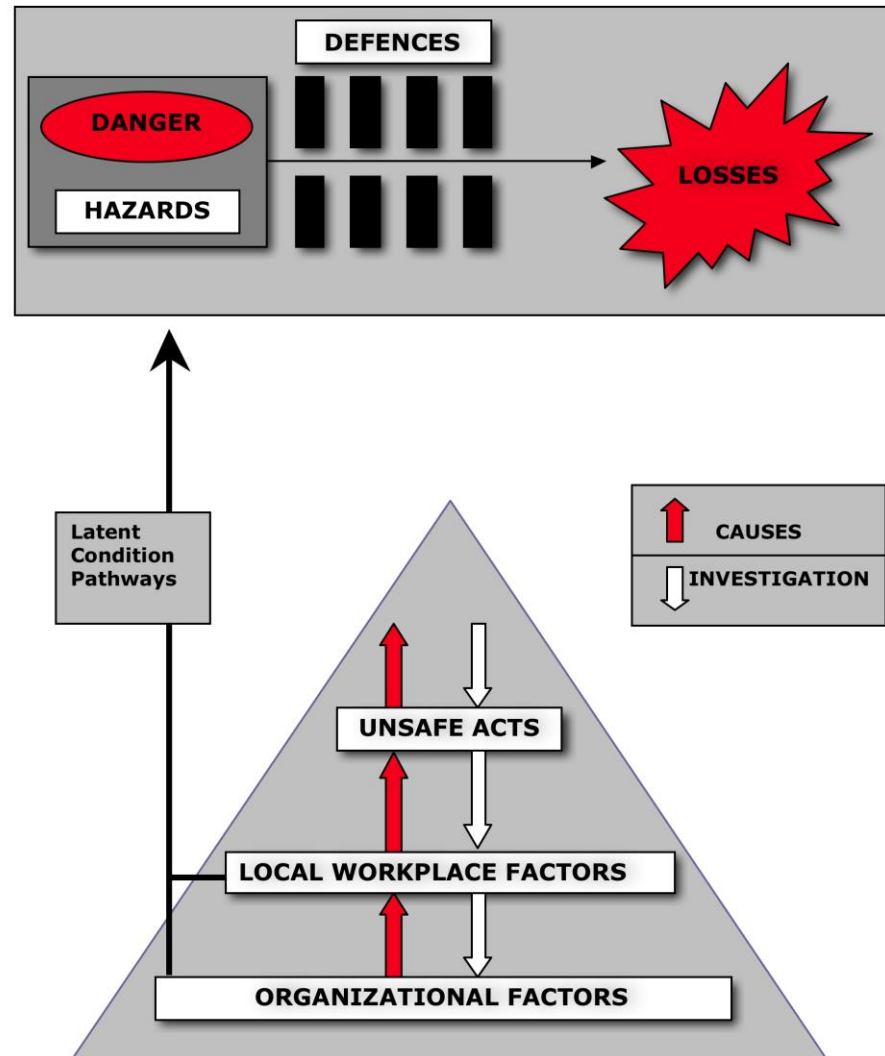 DEFENCES
DANGER
HAZARDS
LOSSES
Latent
Condition
Pathways
CAUSES
INVESTIGATION
UNSAFE ACTS
LOCAL WORKPLACE FACTORS
ORGANIZATIONAL FACTORS